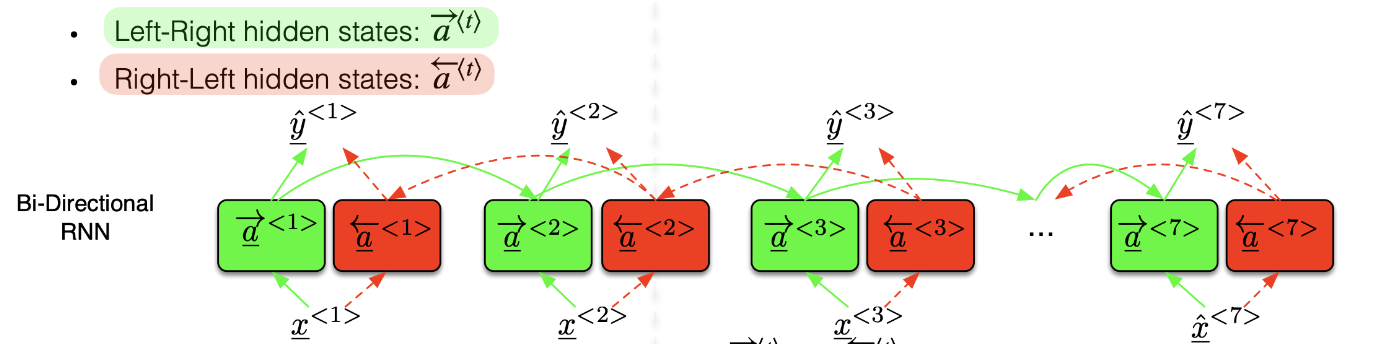 • Left-Right hidden states: $\overrightarrow{a}^{\langle t \rangle}$
• Right-Left hidden states: $\overleftarrow{a}^{\langle t \rangle}$
$\underline{\hat{y}}^{<1>}$ $\underline{\hat{y}}^{<2>}$ $\underline{\hat{y}}^{<3>}$ $\underline{\hat{y}}^{<7>}$
Bi-Directional
RNN
$\underline{\overrightarrow{a}}^{<1>}$ $\underline{\overleftarrow{a}}^{<1>}$ $\underline{\overrightarrow{a}}^{<2>}$ $\underline{\overleftarrow{a}}^{<2>}$ $\underline{\overrightarrow{a}}^{<3>}$ $\underline{\overleftarrow{a}}^{<3>}$ ... $\underline{\overrightarrow{a}}^{<7>}$ $\underline{\overleftarrow{a}}^{<7>}$
$\underline{x}^{<1>}$ $\underline{x}^{<2>}$ $\underline{x}^{<3>}$ $\underline{\hat{x}}^{<7>}$